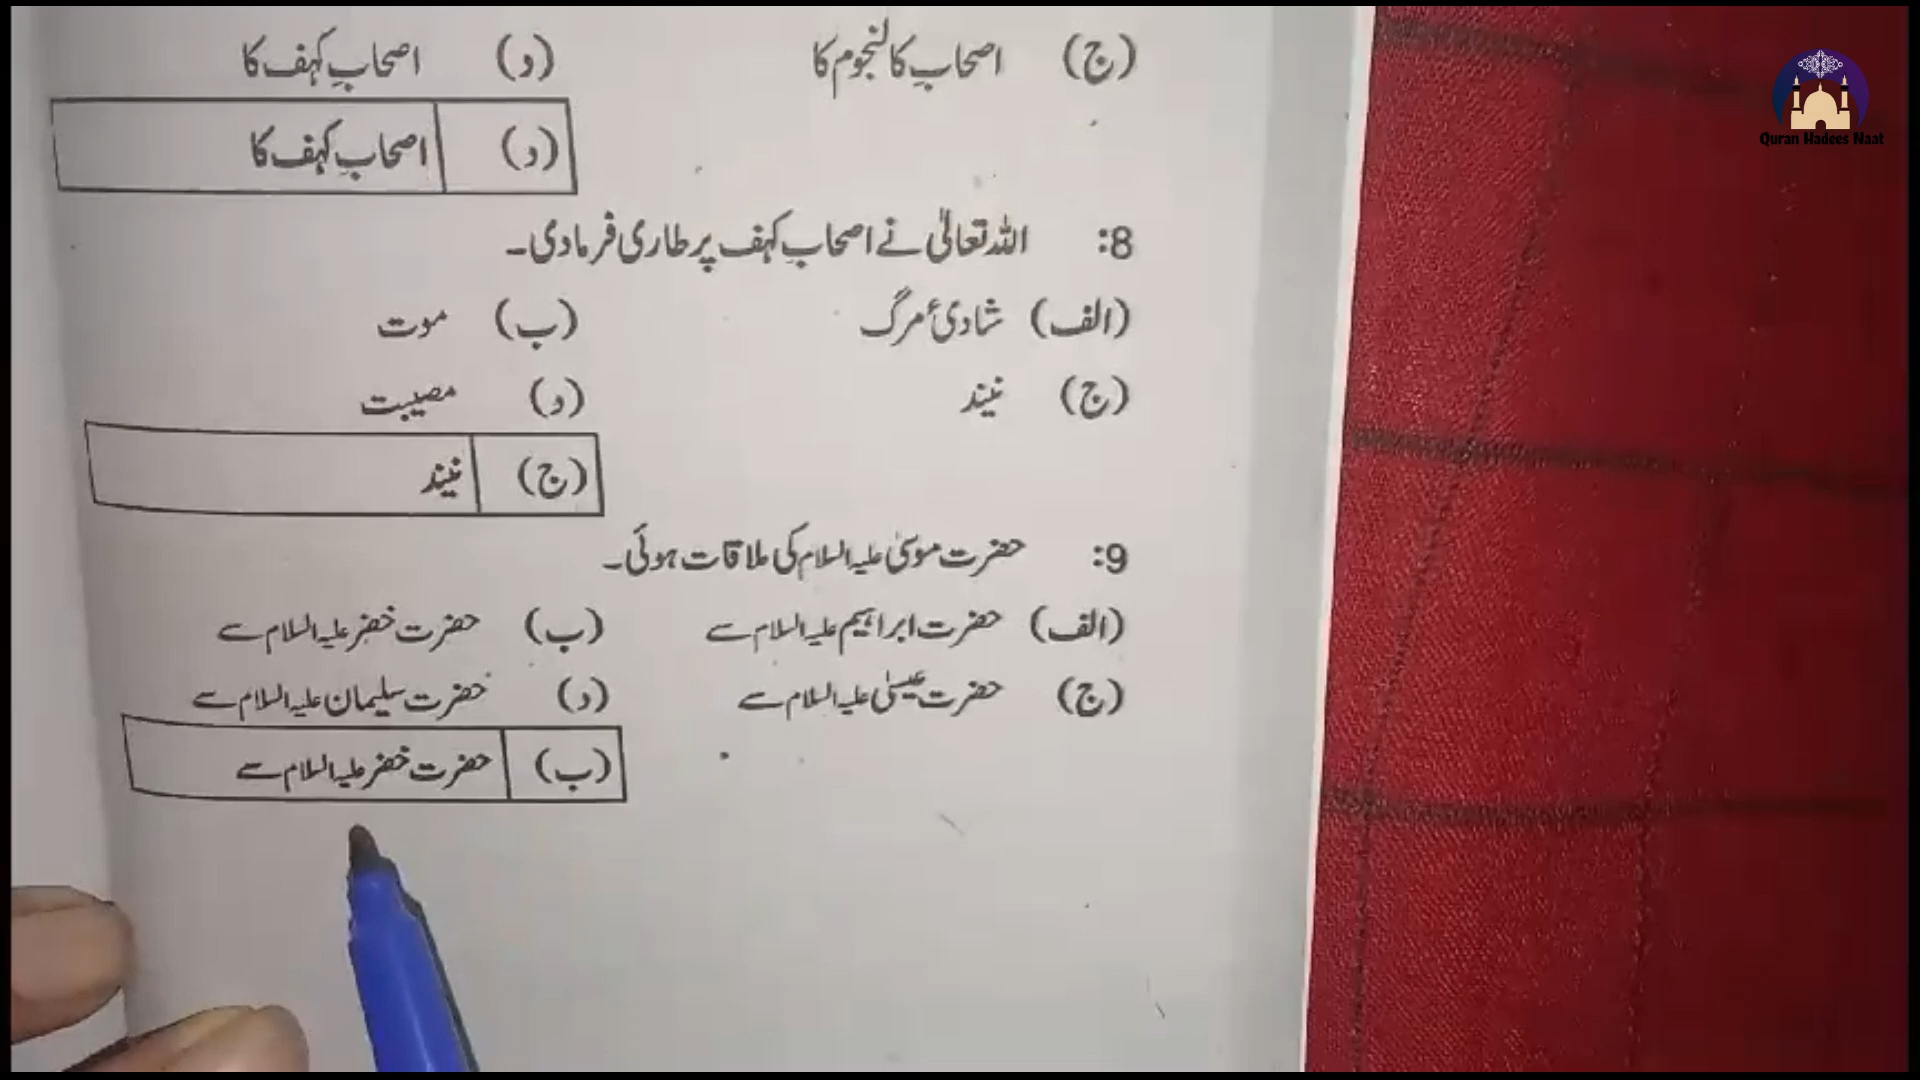 (ج) اصحابِ کالنجوم کا (د) اصحابِ کہف کا
(د) اصحابِ کہف کا
8: اللہ تعالیٰ نے اصحابِ کہف پر طاری فرما دی۔
(الف) شادیٔ مرگ (ب) موت
(ج) نیند (د) مصیبت
(ج) نیند
9: حضرت موسیٰ علیہ السلام کی ملاقات ہوئی۔
(الف) حضرت ابراہیم علیہ السلام سے (ب) حضرت خضر علیہ السلام سے
(ج) حضرت عیسیٰ علیہ السلام سے (د) حضرت سلیمان علیہ السلام سے
(ب) حضرت خضر علیہ السلام سے
Quran Hadees Naat